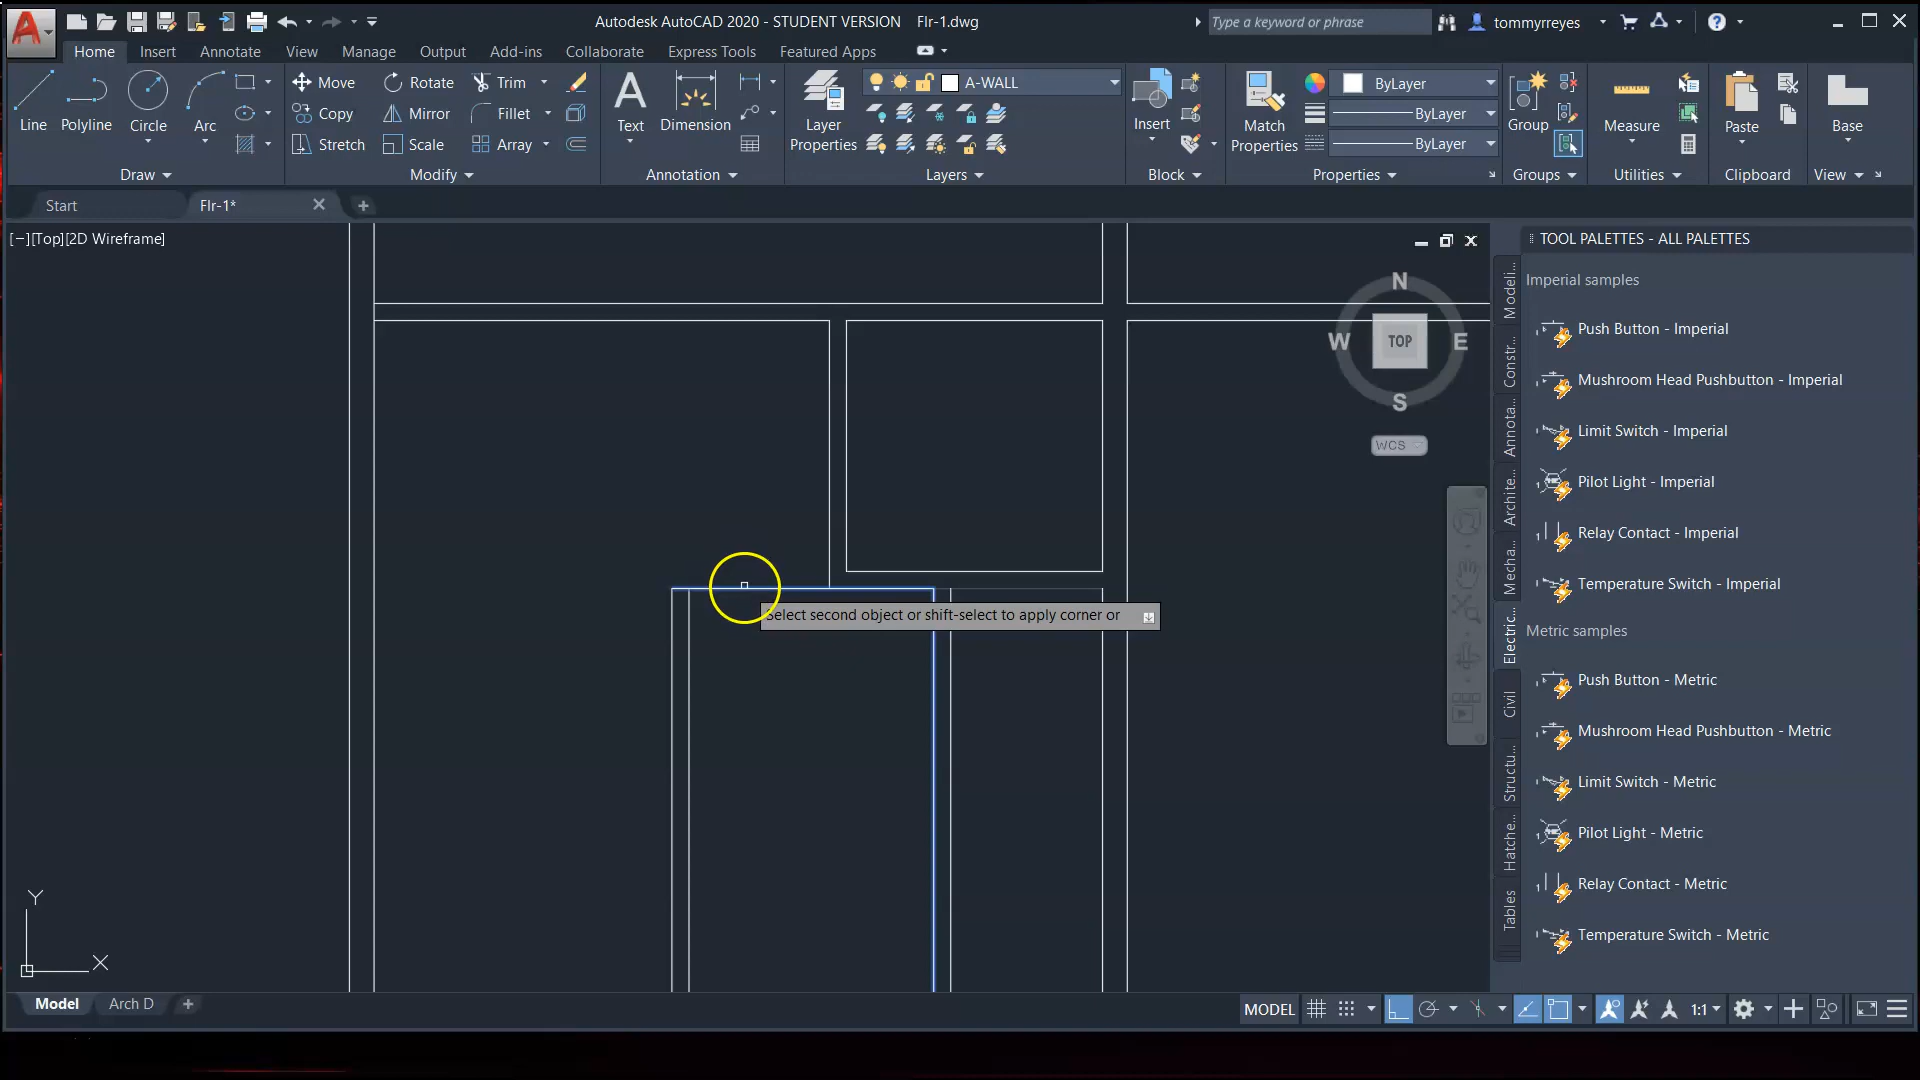 Autodesk AutoCAD 2020 - STUDENT VERSION Flr-1.dwg
Type a keyword or phrase
tommyrreyes
Home Insert Annotate View Manage Output Add-ins Collaborate Express Tools Featured Apps
Line Polyline Circle Arc
Move Rotate Trim
Copy Mirror Fillet
Stretch Scale Array
Text Dimension
Layer Properties
A-WALL
Insert
Match Properties
ByLayer
ByLayer
ByLayer
Group
Measure
Paste
Base
Draw Modify Annotation Layers Block Properties Groups Utilities Clipboard View
Start Flr-1*
[−][Top][2D Wireframe]
N
W TOP E
S
WCS
Select second object or shift-select to apply corner or
Y
X
TOOL PALETTES - ALL PALETTES
Modeli...
Constr...
Annota...
Archite...
Mecha...
Electric...
Civil
Structu...
Hatche...
Tables
Imperial samples
Push Button - Imperial
Mushroom Head Pushbutton - Imperial
Limit Switch - Imperial
Pilot Light - Imperial
Relay Contact - Imperial
Temperature Switch - Imperial
Metric samples
Push Button - Metric
Mushroom Head Pushbutton - Metric
Limit Switch - Metric
Pilot Light - Metric
Relay Contact - Metric
Temperature Switch - Metric
Model Arch D
MODEL
1:1